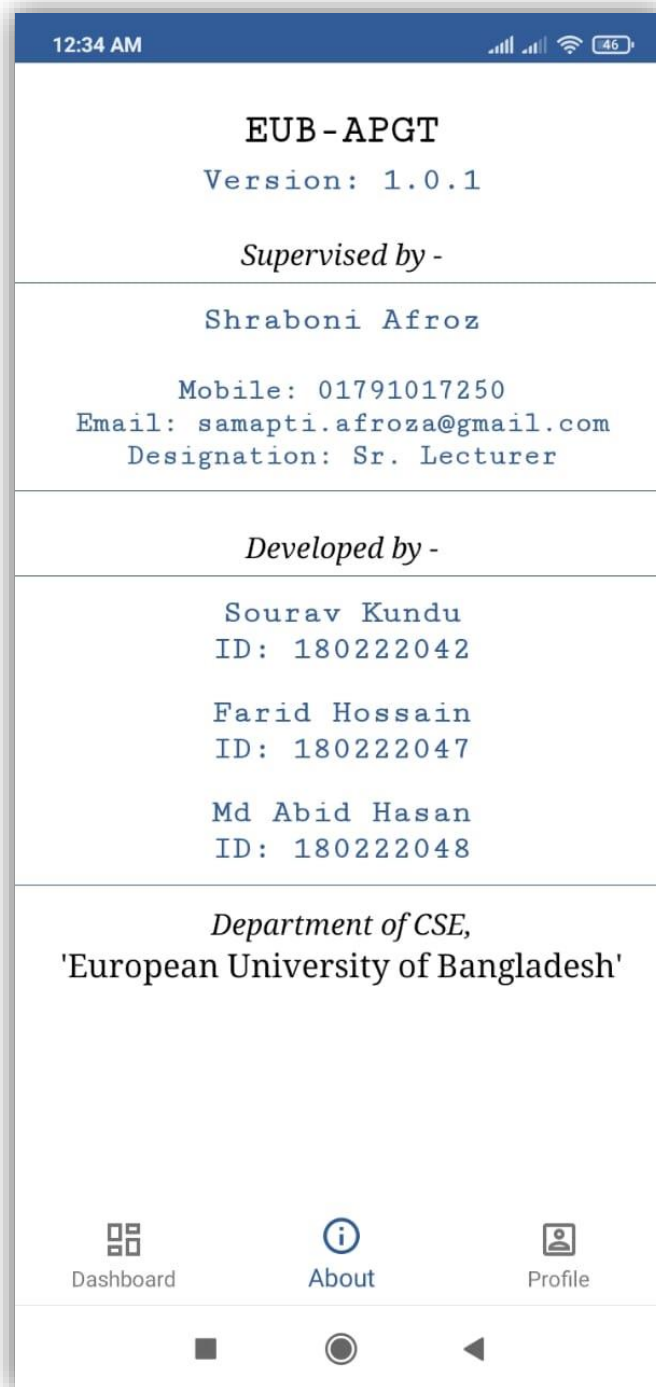 12:34 AM
46
EUB-APGT
Version: 1.0.1
Supervised by -
Shraboni Afroz
Mobile: 01791017250
Email: samapti.afroza@gmail.com
Designation: Sr. Lecturer
Developed by -
Sourav Kundu
ID: 180222042
Farid Hossain
ID: 180222047
Md Abid Hasan
ID: 180222048
Department of CSE,
'European University of Bangladesh'
Dashboard About Profile